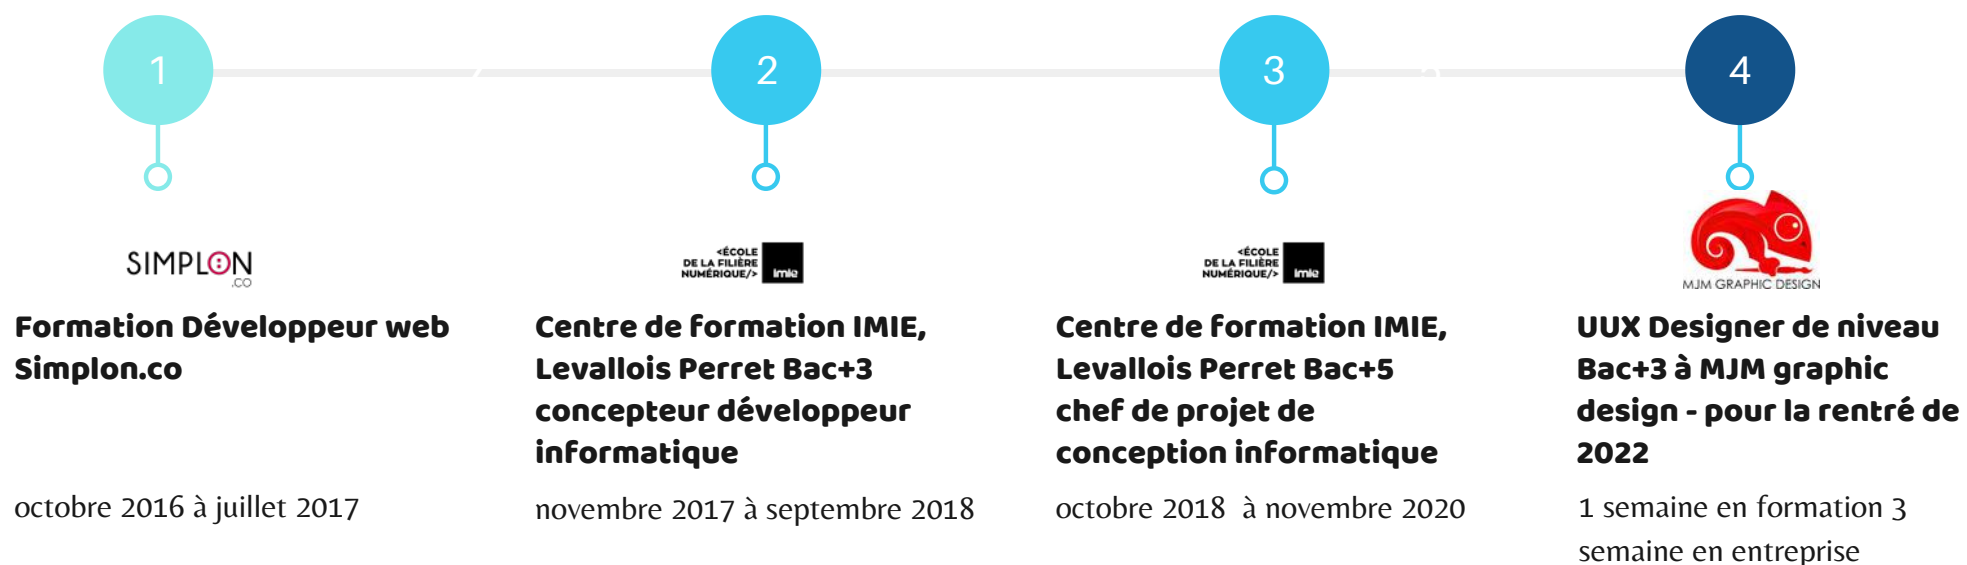 1
2
3
4
SIMPLON
.CO
<ÉCOLE
DE LA FILIÈRE
NUMÉRIQUE/>
imie
<ÉCOLE
DE LA FILIÈRE
NUMÉRIQUE/>
imie
MJM GRAPHIC DESIGN
Formation Développeur web
Simplon.co
octobre 2016 à juillet 2017
Centre de formation IMIE,
Levallois Perret Bac+3
concepteur développeur
informatique
novembre 2017 à septembre 2018
Centre de formation IMIE,
Levallois Perret Bac+5
chef de projet de
conception informatique
octobre 2018 à novembre 2020
UUX Designer de niveau
Bac+3 à MJM graphic
design - pour la rentré de
2022
1 semaine en formation 3
semaine en entreprise